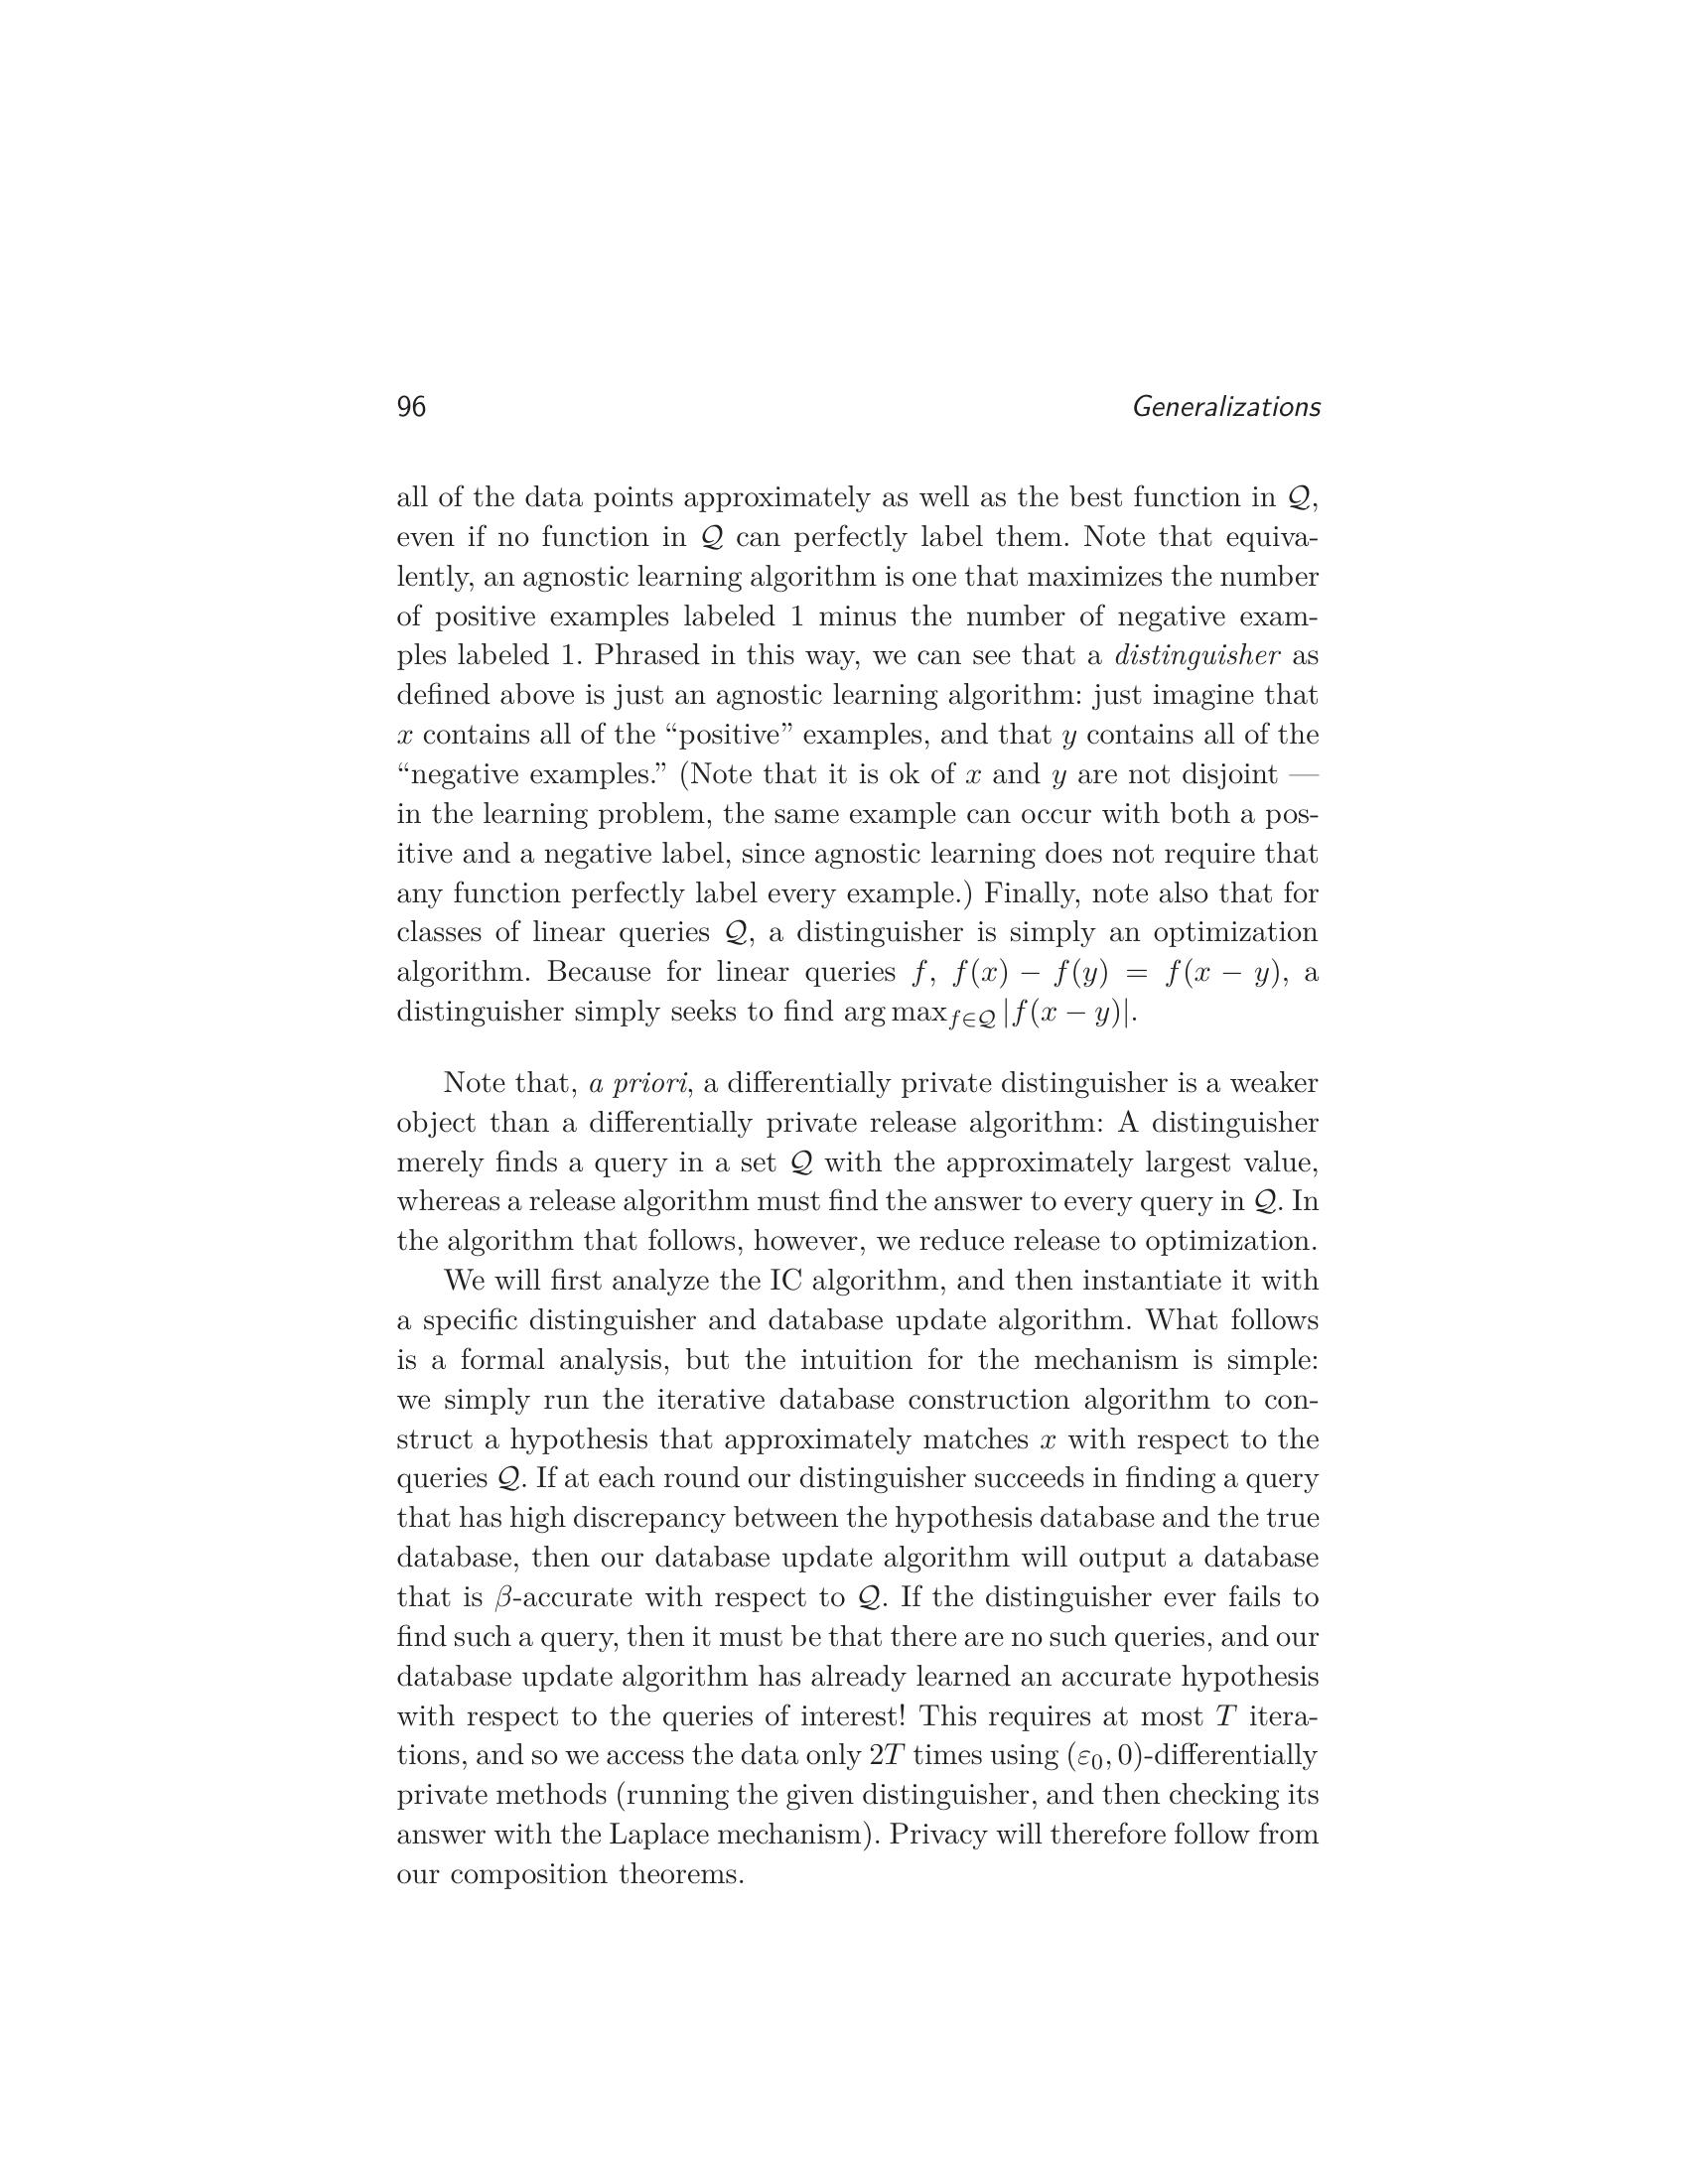 96 Generalizations
all of the data points approximately as well as the best function in 𝒬,
even if no function in 𝒬 can perfectly label them. Note that equiva-
lently, an agnostic learning algorithm is one that maximizes the number
of positive examples labeled 1 minus the number of negative exam-
ples labeled 1. Phrased in this way, we can see that a distinguisher as
defined above is just an agnostic learning algorithm: just imagine that
x contains all of the “positive” examples, and that y contains all of the
“negative examples.” (Note that it is ok of x and y are not disjoint —
in the learning problem, the same example can occur with both a pos-
itive and a negative label, since agnostic learning does not require that
any function perfectly label every example.) Finally, note also that for
classes of linear queries 𝒬, a distinguisher is simply an optimization
algorithm. Because for linear queries f, f(x) − f(y) = f(x − y), a
distinguisher simply seeks to find arg max_{f∈𝒬} |f(x − y)|.
Note that, a priori, a differentially private distinguisher is a weaker
object than a differentially private release algorithm: A distinguisher
merely finds a query in a set 𝒬 with the approximately largest value,
whereas a release algorithm must find the answer to every query in 𝒬. In
the algorithm that follows, however, we reduce release to optimization.
We will first analyze the IC algorithm, and then instantiate it with
a specific distinguisher and database update algorithm. What follows
is a formal analysis, but the intuition for the mechanism is simple:
we simply run the iterative database construction algorithm to con-
struct a hypothesis that approximately matches x with respect to the
queries 𝒬. If at each round our distinguisher succeeds in finding a query
that has high discrepancy between the hypothesis database and the true
database, then our database update algorithm will output a database
that is β-accurate with respect to 𝒬. If the distinguisher ever fails to
find such a query, then it must be that there are no such queries, and our
database update algorithm has already learned an accurate hypothesis
with respect to the queries of interest! This requires at most T itera-
tions, and so we access the data only 2T times using (ε₀, 0)-differentially
private methods (running the given distinguisher, and then checking its
answer with the Laplace mechanism). Privacy will therefore follow from
our composition theorems.